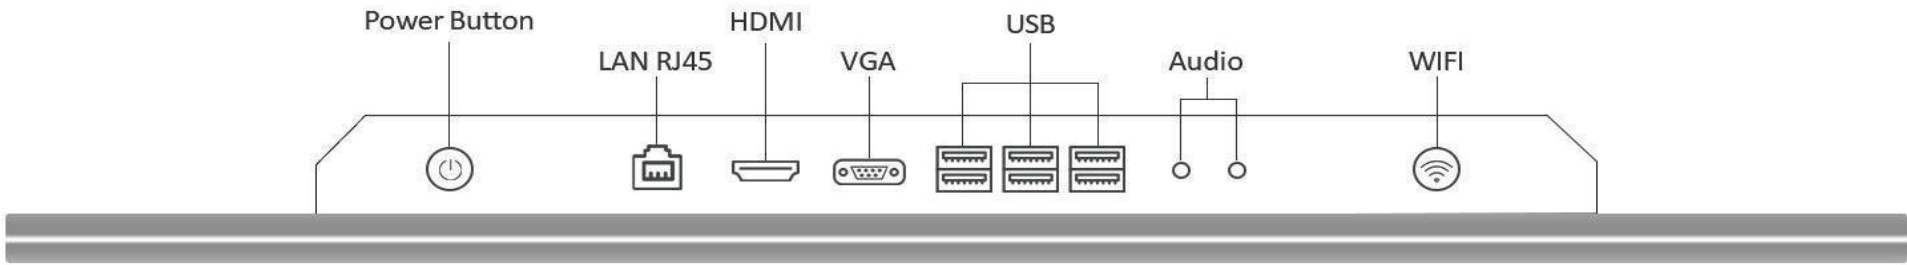 Power Button
LAN RJ45
HDMI
VGA
USB
Audio
WIFI